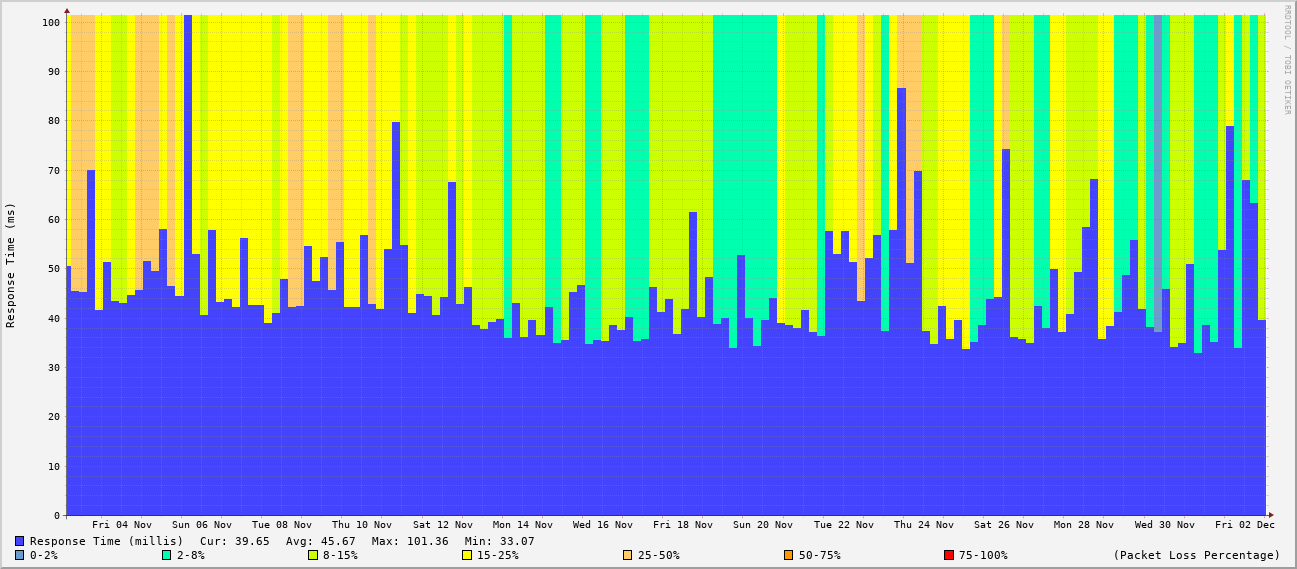 RRDTOOL / TOBI OETIKER
Response Time (ms)
100
90
80
70
60
50
40
30
20
10
0
Fri 04 Nov Sun 06 Nov Tue 08 Nov Thu 10 Nov Sat 12 Nov Mon 14 Nov Wed 16 Nov Fri 18 Nov Sun 20 Nov Tue 22 Nov Thu 24 Nov Sat 26 Nov Mon 28 Nov Wed 30 Nov Fri 02 Dec
Response Time (millis) Cur: 39.65 Avg: 45.67 Max: 101.36 Min: 33.07
0-2% 2-8% 8-15% 15-25% 25-50% 50-75% 75-100% (Packet Loss Percentage)